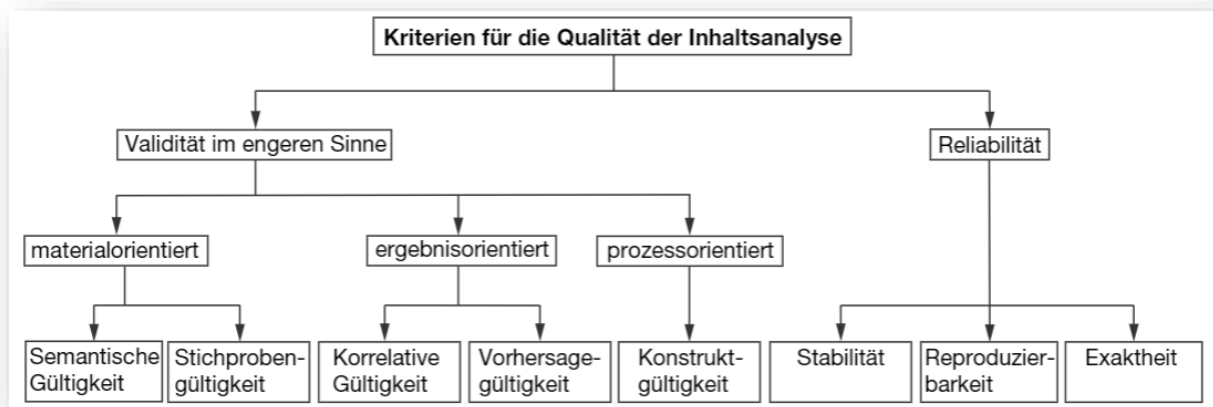 Kriterien für die Qualität der Inhaltsanalyse
Validität im engeren Sinne
Reliabilität
materialorientiert
ergebnisorientiert
prozessorientiert
Semantische
Gültigkeit
Stichproben-
gültigkeit
Korrelative
Gültigkeit
Vorhersage-
gültigkeit
Konstrukt-
gültigkeit
Stabilität
Reproduzier-
barkeit
Exaktheit